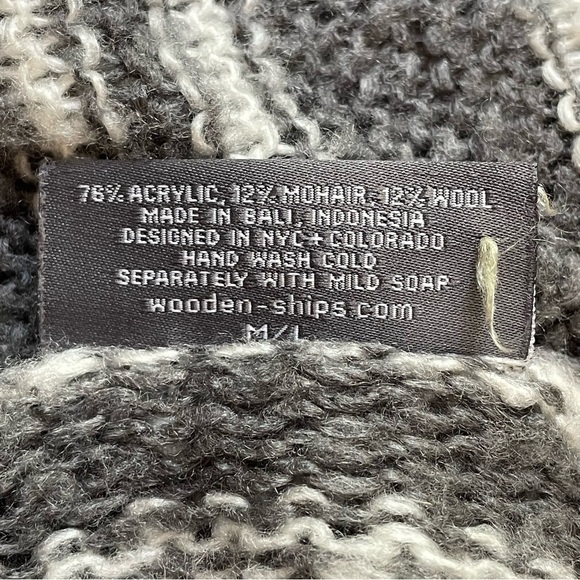 76% ACRYLIC, 12% MOHAIR, 12% WOOL
MADE IN BALI, INDONESIA
DESIGNED IN NYC + COLORADO
HAND WASH COLD
SEPARATELY WITH MILD SOAP
wooden-ships.com
M/L